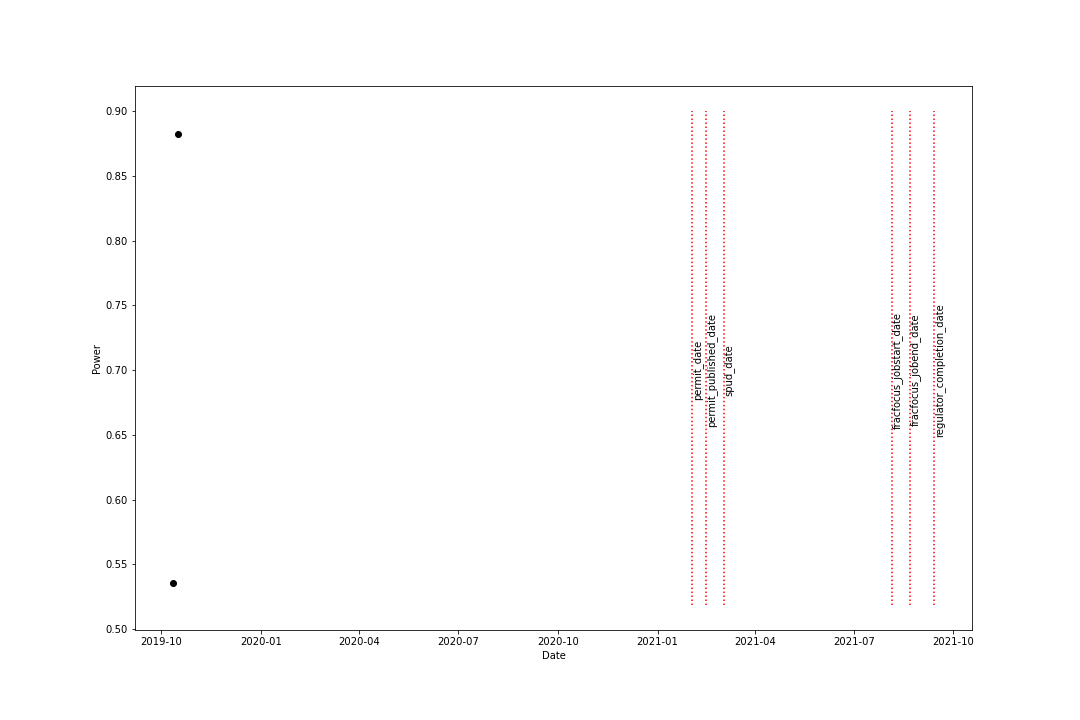 0.90
0.85
0.80
0.75
0.70
0.65
0.60
0.55
0.50
Power
permit_date
permit_published_date
spud_date
fracfocus_jobstart_date
fracfocus_jobend_date
regulator_completion_date
2019-10
2020-01
2020-04
2020-07
2020-10
2021-01
2021-04
2021-07
2021-10
Date